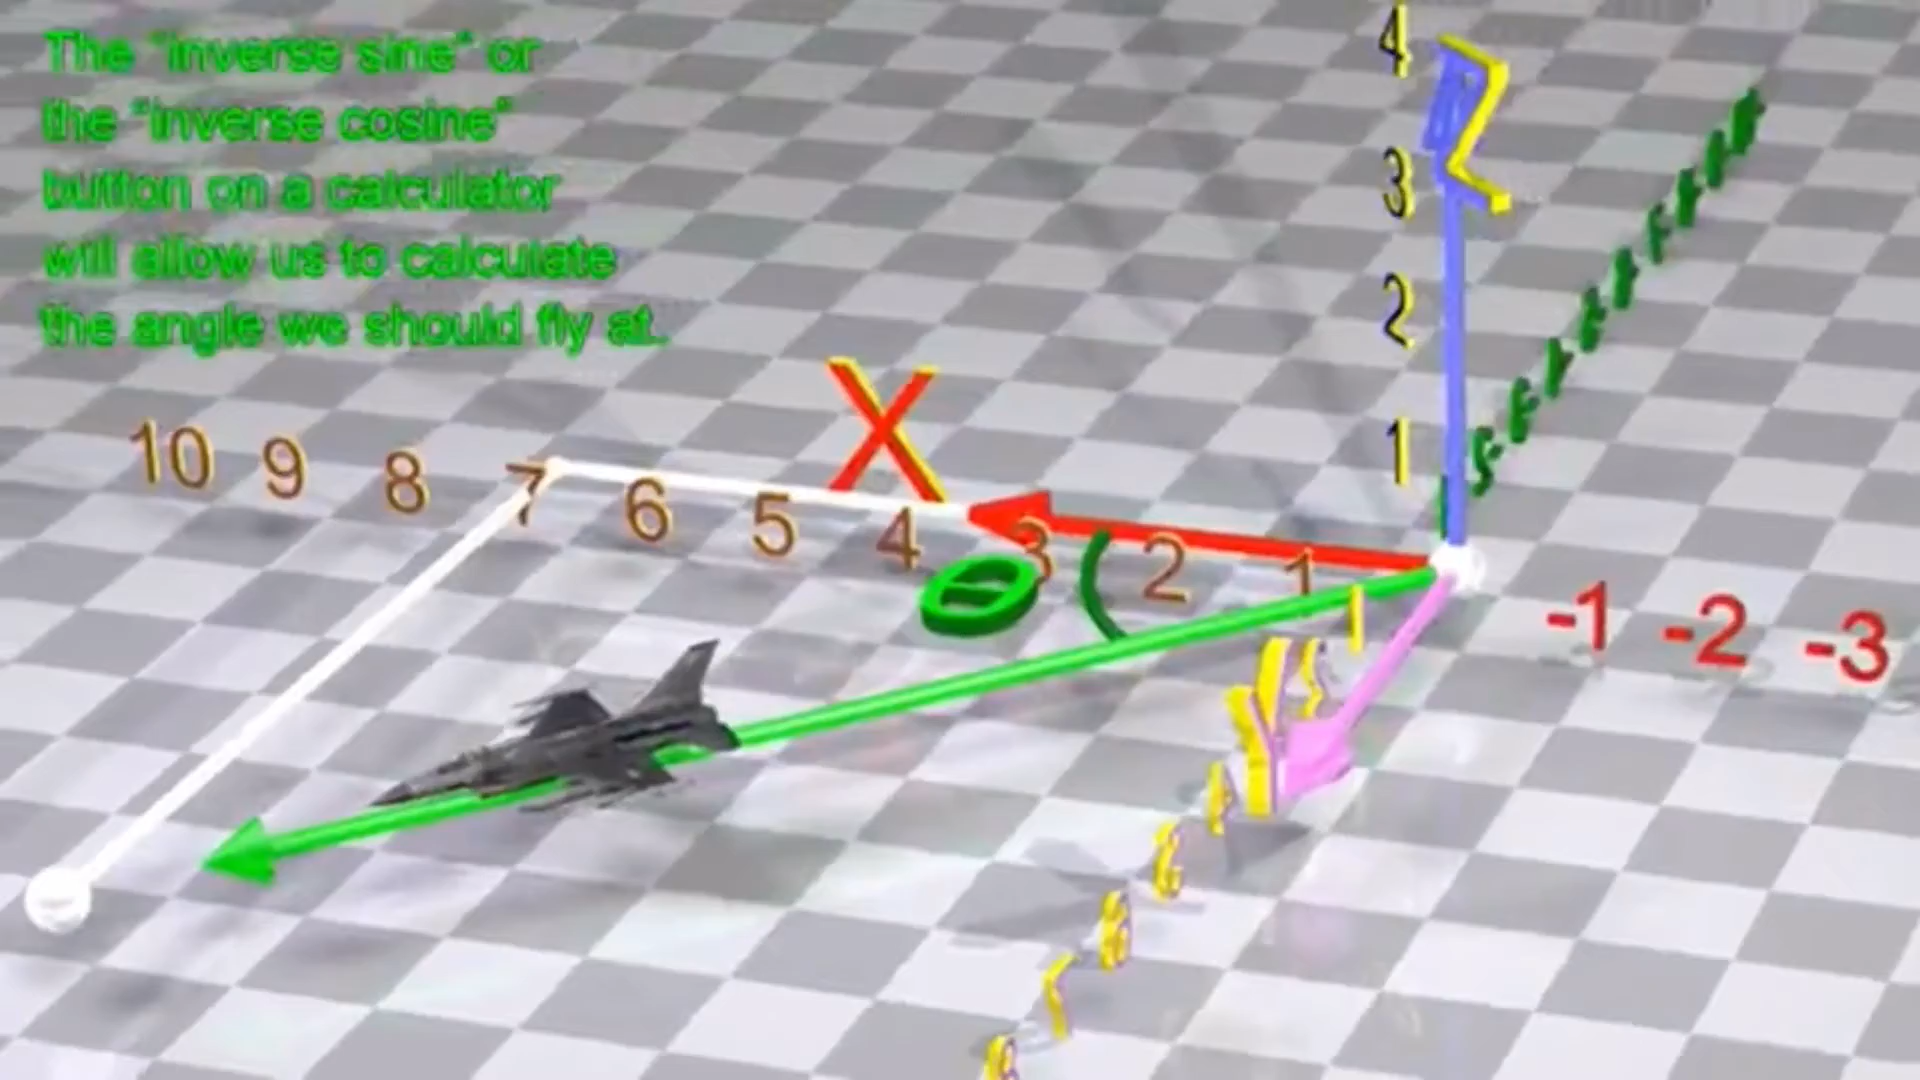 The "inverse sine" or
the "inverse cosine"
button on a calculator
will allow us to calculate
the angle we should fly at.
4
3
2
1
X
10 9 8 7 6 5 4 3 2 1
-1 -2 -3
θ
Z